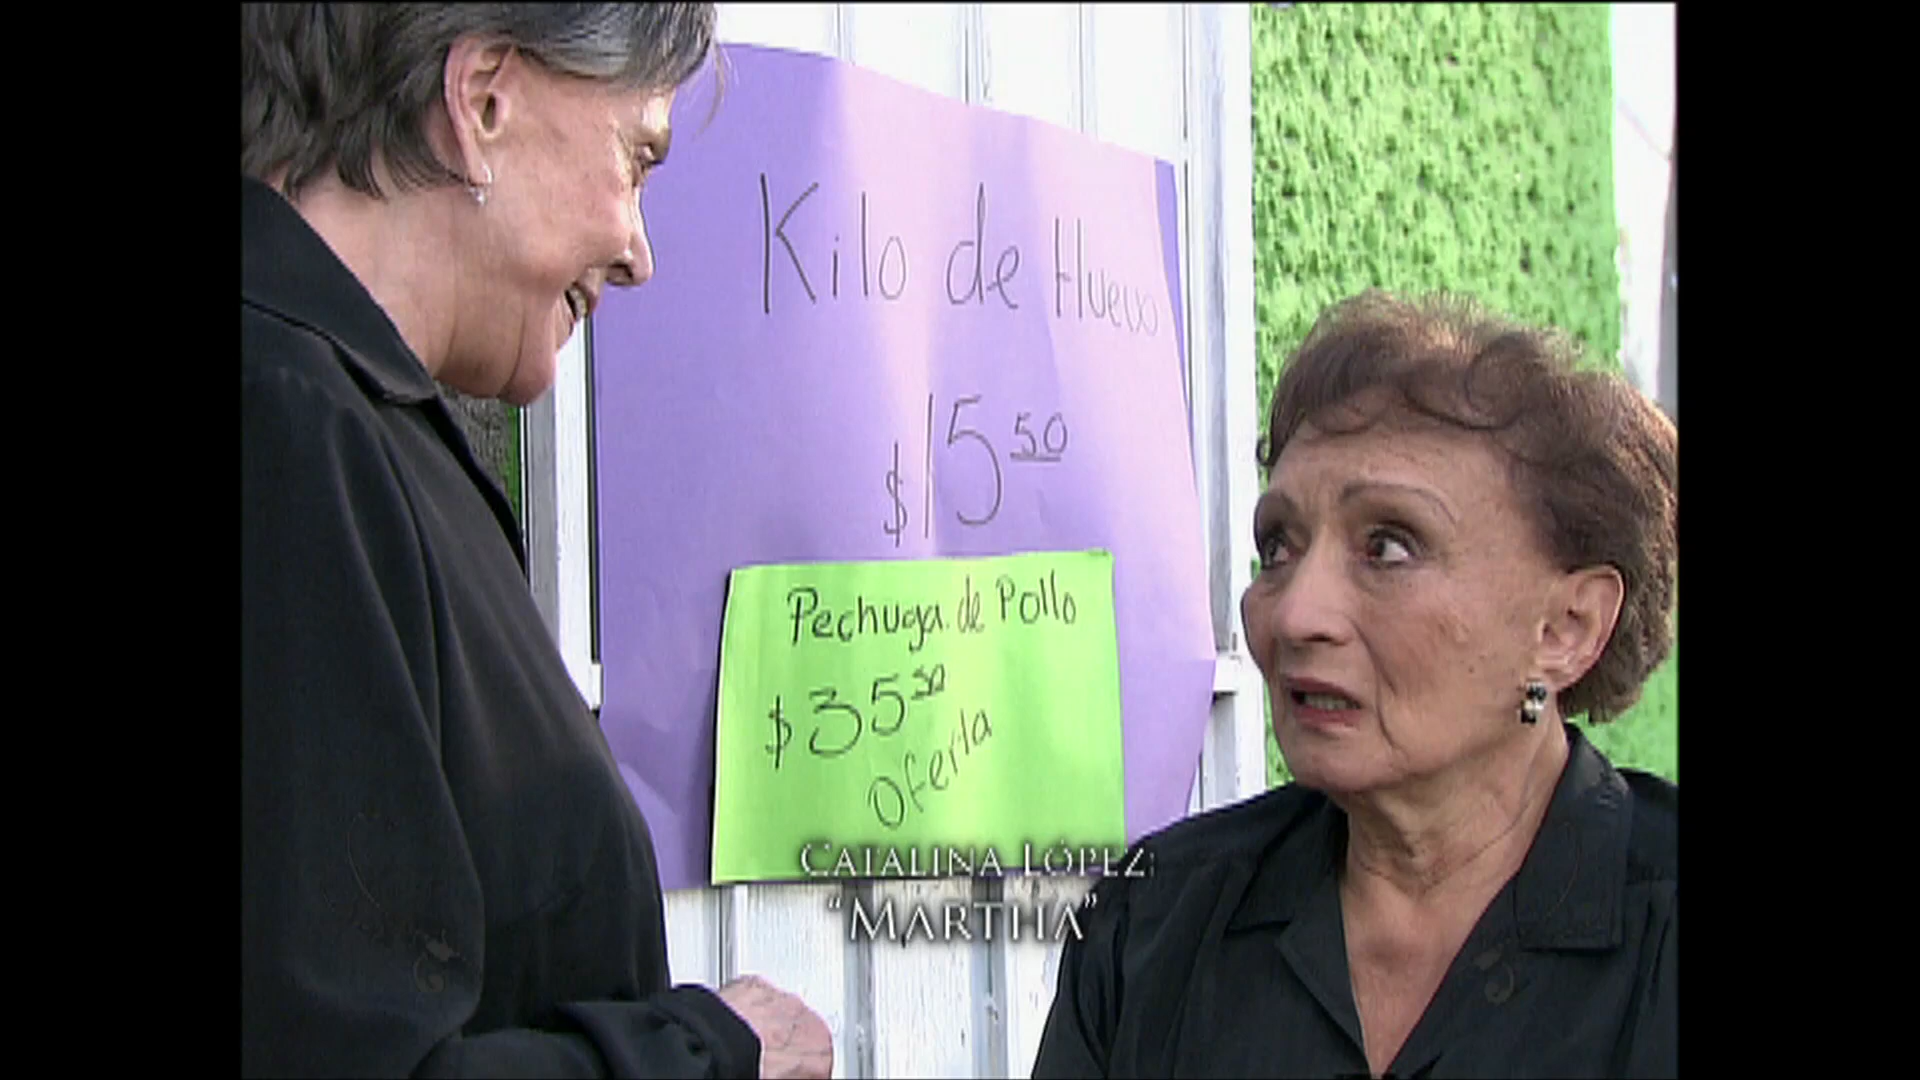 Kilo de Huevo
$15.50
Pechuga de Pollo
$35.50
Oferta
CATALINA LÓPEZ:
“MARTHA”